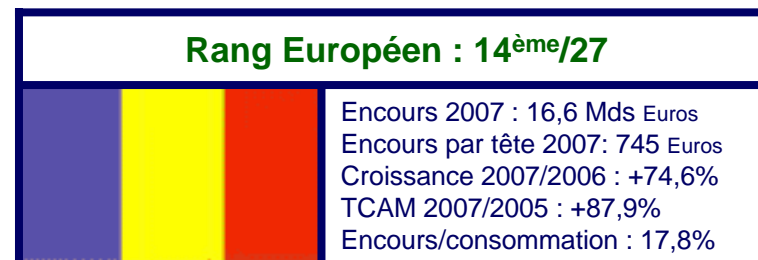 Rang Européen : 14ème/27
Encours 2007 : 16,6 Mds Euros
Encours par tête 2007: 745 Euros
Croissance 2007/2006 : +74,6%
TCAM 2007/2005 : +87,9%
Encours/consommation : 17,8%